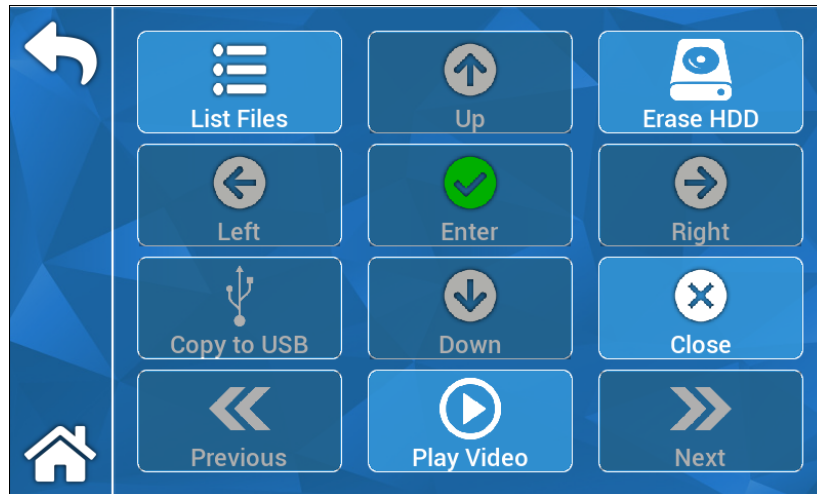 List Files
Up
Erase HDD
Left
Enter
Right
Copy to USB
Down
Close
Previous
Play Video
Next